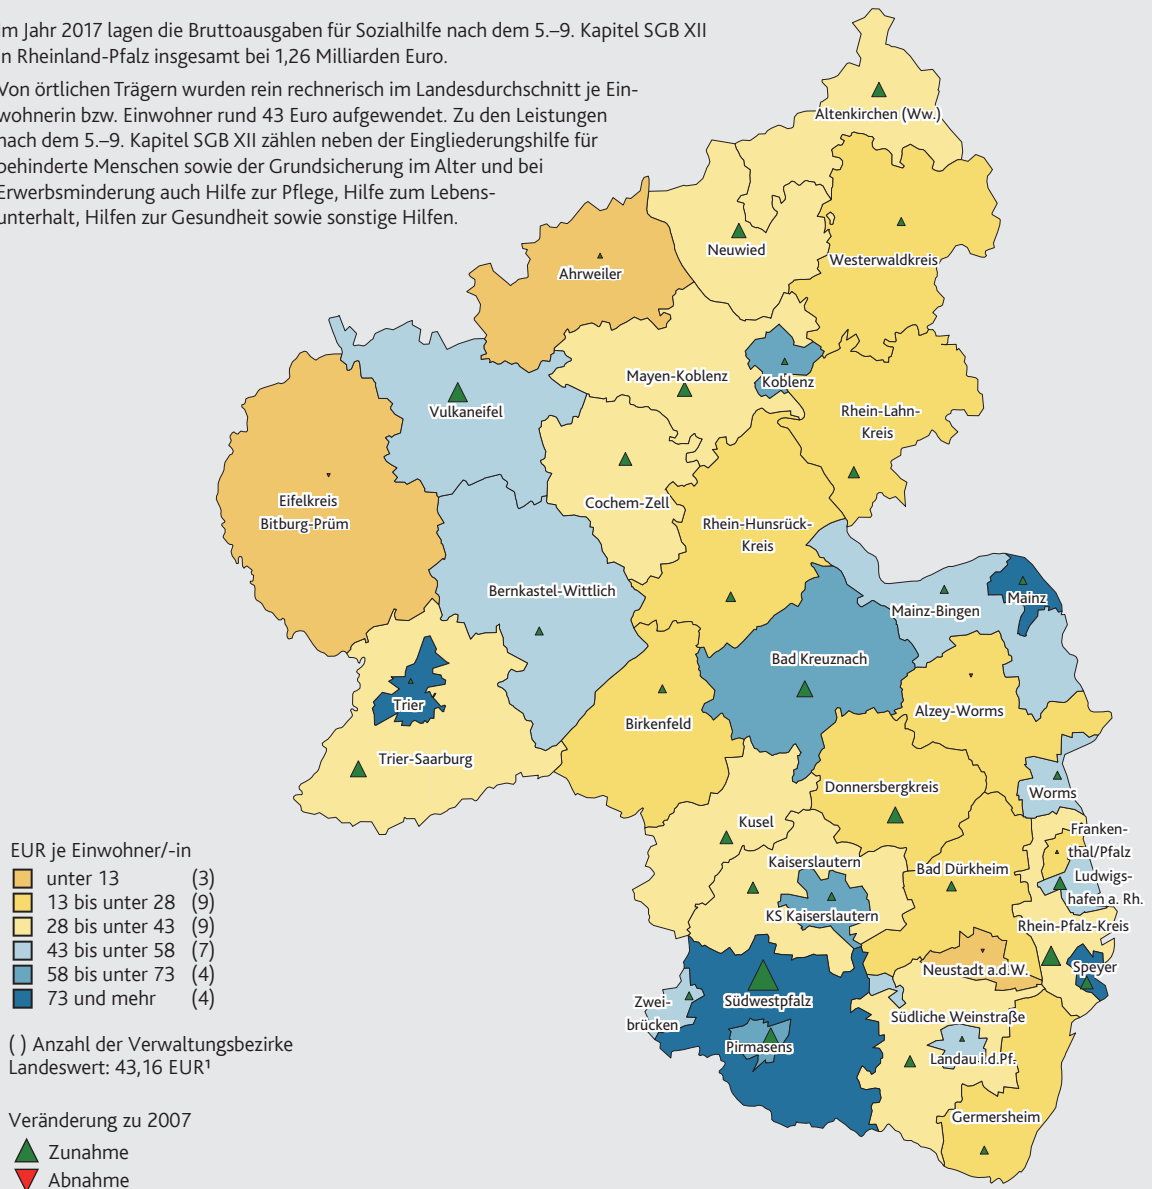 m Jahr 2017 lagen die Bruttoausgaben für Sozialhilfe nach dem 5.–9. Kapitel SGB XII
n Rheinland-Pfalz insgesamt bei 1,26 Milliarden Euro.
Von örtlichen Trägern wurden rein rechnerisch im Landesdurchschnitt je Ein-
wohnerin bzw. Einwohner rund 43 Euro aufgewendet. Zu den Leistungen
nach dem 5.–9. Kapitel SGB XII zählen neben der Eingliederungshilfe für
behinderte Menschen sowie der Grundsicherung im Alter und bei
Erwerbsminderung auch Hilfe zur Pflege, Hilfe zum Lebens-
unterhalt, Hilfen zur Gesundheit sowie sonstige Hilfen.
Altenkirchen (Ww.)
Neuwied
Westerwaldkreis
Ahrweiler
Mayen-Koblenz
Koblenz
Vulkaneifel
Rhein-Lahn-
Kreis
Eifelkreis
Bitburg-Prüm
Cochem-Zell
Rhein-Hunsrück-
Kreis
Bernkastel-Wittlich
Mainz-Bingen
Mainz
Bad Kreuznach
Trier
Birkenfeld
Alzey-Worms
Trier-Saarburg
Donnersbergkreis
Worms
Kusel
Franken-
thal/Pfalz
Kaiserslautern
Bad Dürkheim
Ludwigs-
hafen a. Rh.
KS Kaiserslautern
Rhein-Pfalz-Kreis
Neustadt a.d.W.
Speyer
Zwei-
brücken
Südwestpfalz
Südliche Weinstraße
Pirmasens
Landau i.d.Pf.
Germersheim
EUR je Einwohner/-in
unter 13 (3)
13 bis unter 28 (9)
28 bis unter 43 (9)
43 bis unter 58 (7)
58 bis unter 73 (4)
73 und mehr (4)
( ) Anzahl der Verwaltungsbezirke
Landeswert: 43,16 EUR¹
Veränderung zu 2007
Zunahme
Abnahme